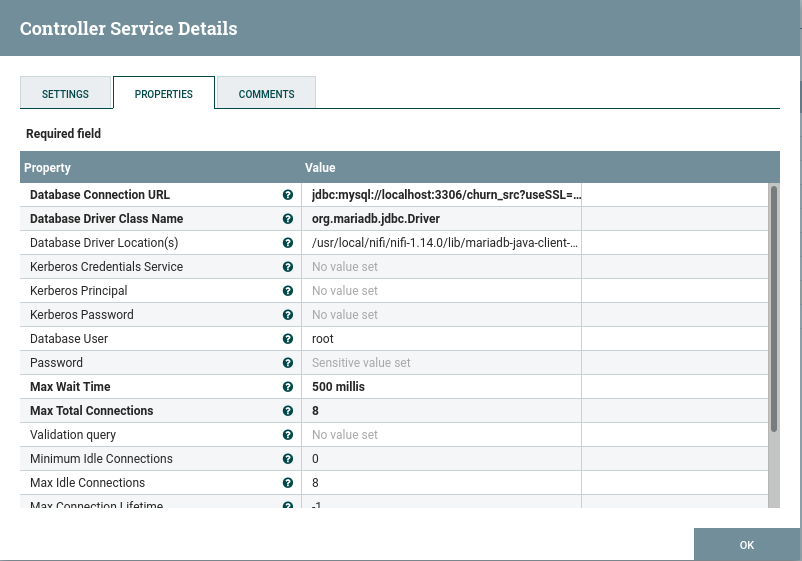 Controller Service Details
SETTINGS PROPERTIES COMMENTS
Required field
Property Value
Database Connection URL jdbc:mysql://localhost:3306/churn_src?useSSL=...
Database Driver Class Name org.mariadb.jdbc.Driver
Database Driver Location(s) /usr/local/nifi/nifi-1.14.0/lib/mariadb-java-client-...
Kerberos Credentials Service No value set
Kerberos Principal No value set
Kerberos Password No value set
Database User root
Password Sensitive value set
Max Wait Time 500 millis
Max Total Connections 8
Validation query No value set
Minimum Idle Connections 0
Max Idle Connections 8
Max Connection Lifetime -1
OK